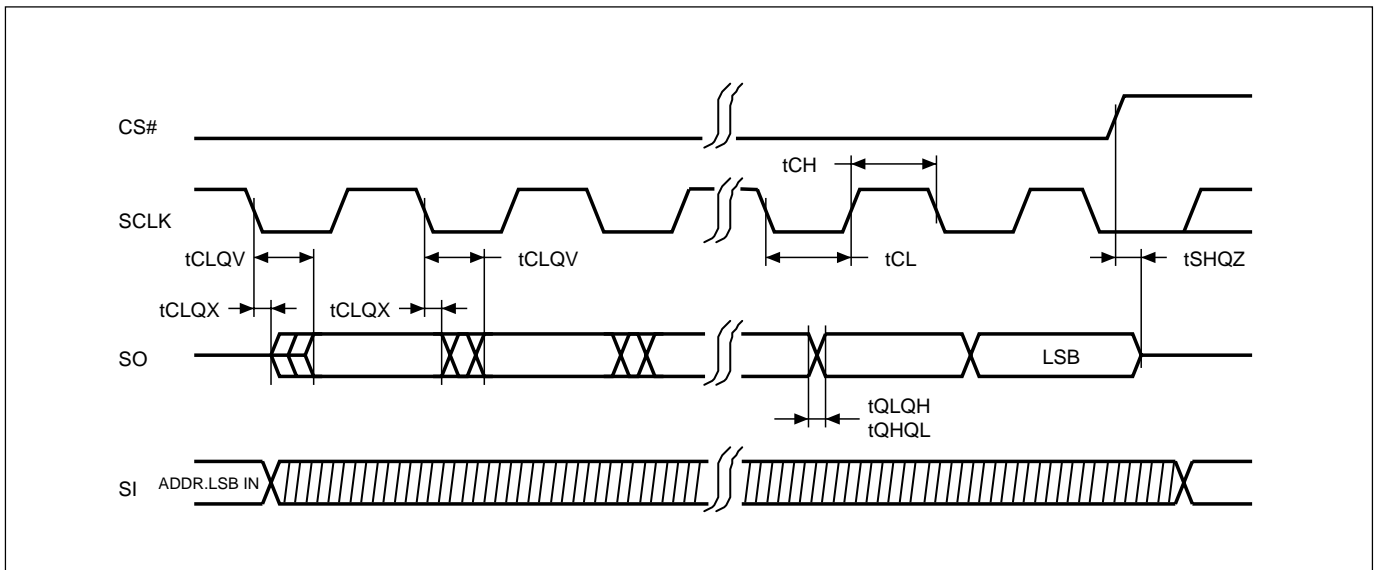 CS#
tCH
SCLK
tCLQV
tCLQV
tCL
tSHQZ
tCLQX
tCLQX
SO
LSB
tQLQH
tQHQL
SI
ADDR.LSB IN